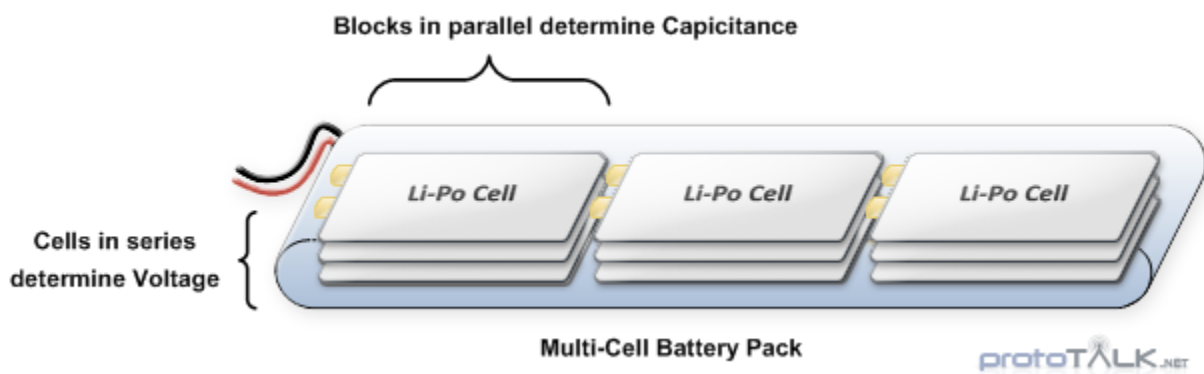 Blocks in parallel determine Capicitance
Li-Po Cell
Li-Po Cell
Li-Po Cell
Cells in series
determine Voltage
Multi-Cell Battery Pack
protoTALK.NET